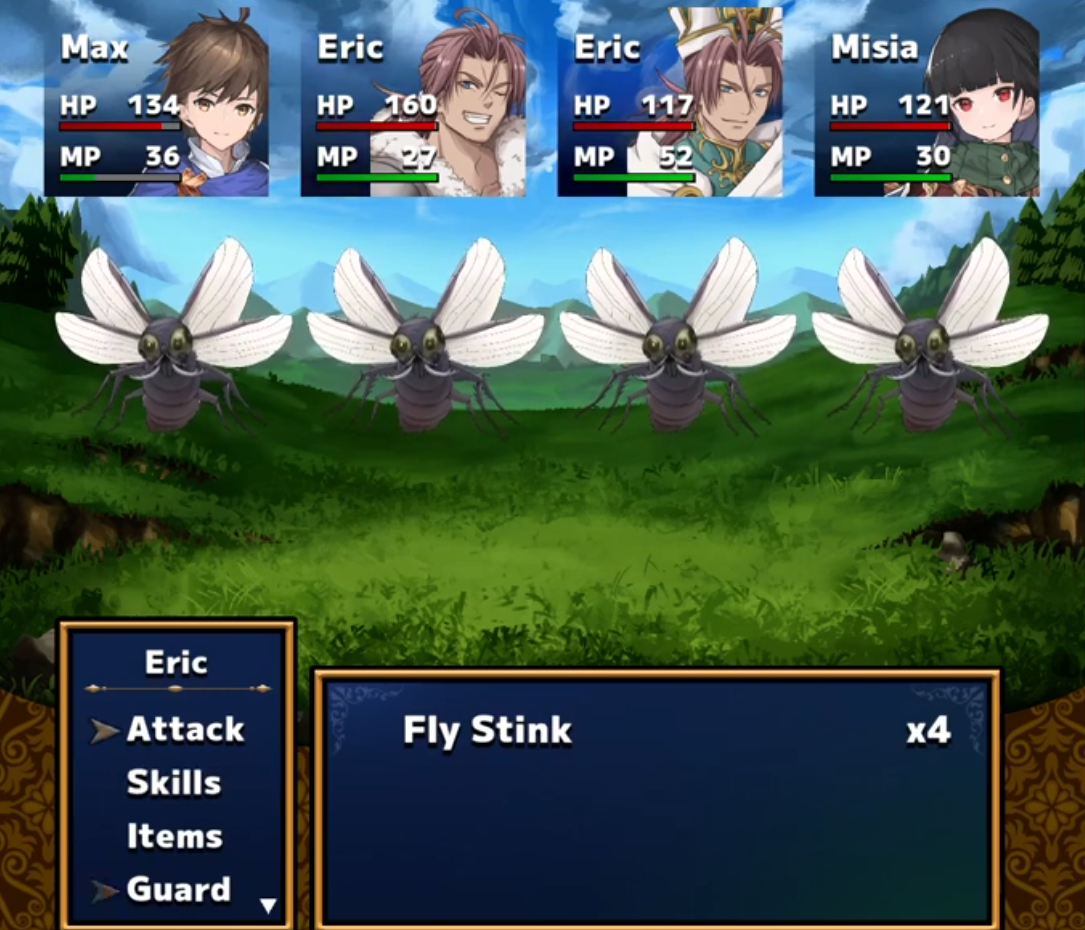 Max
HP 134
MP 36
Eric
HP 160
MP 27
Eric
HP 117
MP 52
Misia
HP 121
MP 30
Eric
Attack
Skills
Items
Guard
Fly Stink x4